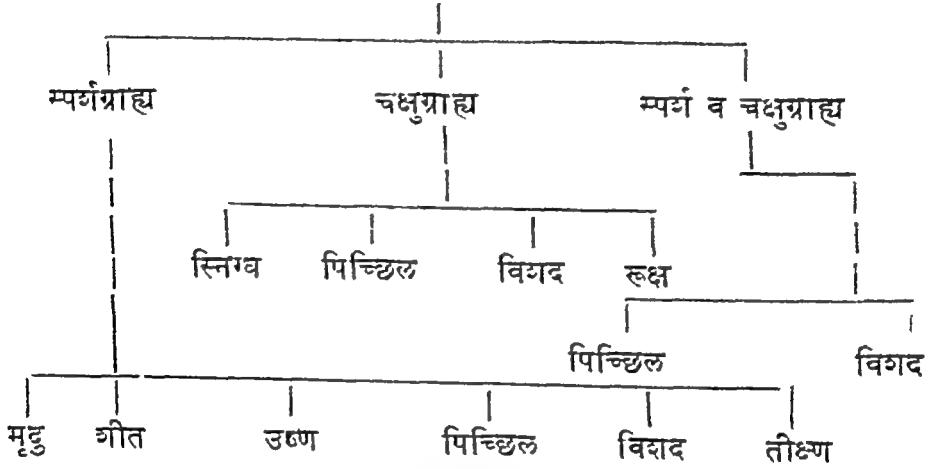 स्पर्शग्राह्य चक्षुग्राह्य स्पर्श व चक्षुग्राह्य
स्निग्ध पिच्छिल विशद रूक्ष
पिच्छिल विशद
मृदु शीत उष्ण पिच्छिल विशद तीक्ष्ण